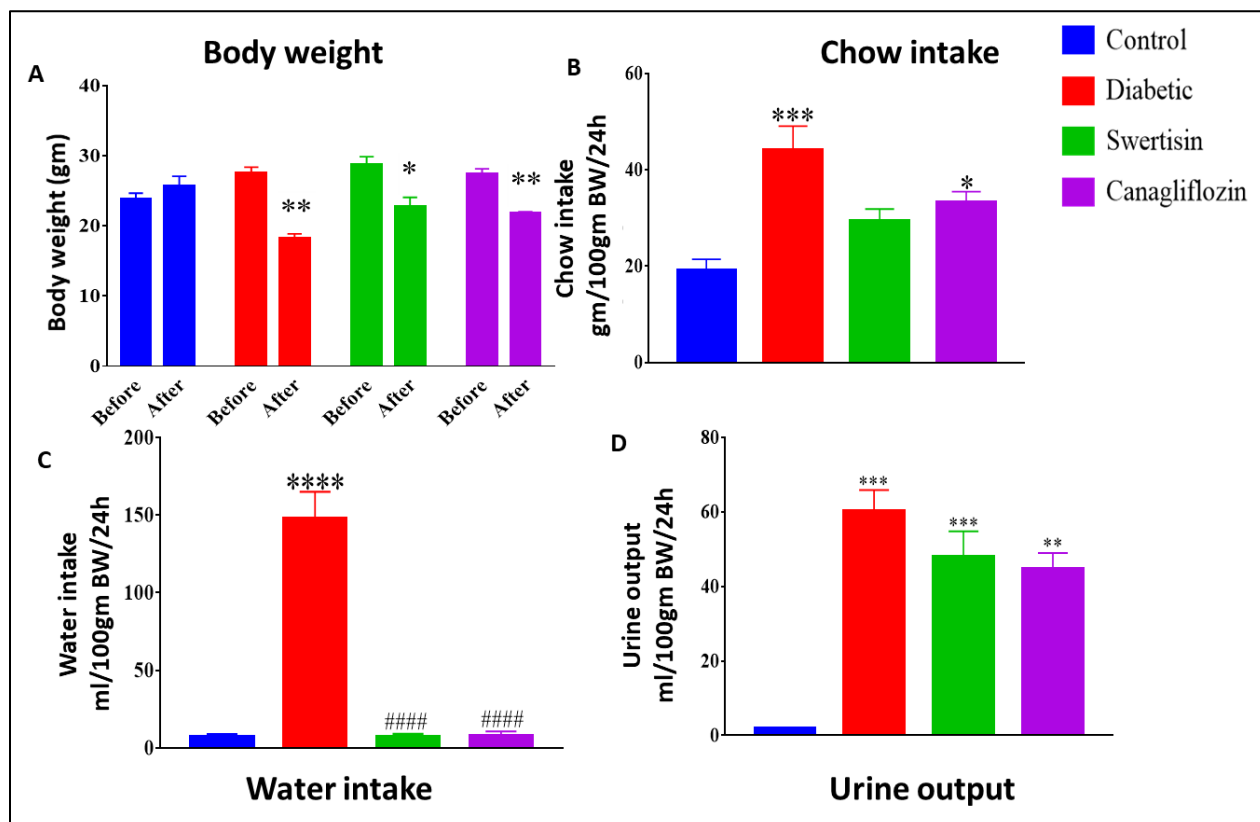 Body weight
A
Body weight (gm)
40
30
20
10
0
**
*
**
Before
After
Before
After
Before
After
Before
After
Chow intake
B
Chow intake
gm/100gm BW/24h
60
40
20
0
***
*
Control
Diabetic
Swertisin
Canagliflozin
C
Water intake
ml/100gm BW/24h
200
150
100
50
0
****
####
####
Water intake
D
Urine output
ml/100gm BW/24h
80
60
40
20
0
***
***
**
Urine output